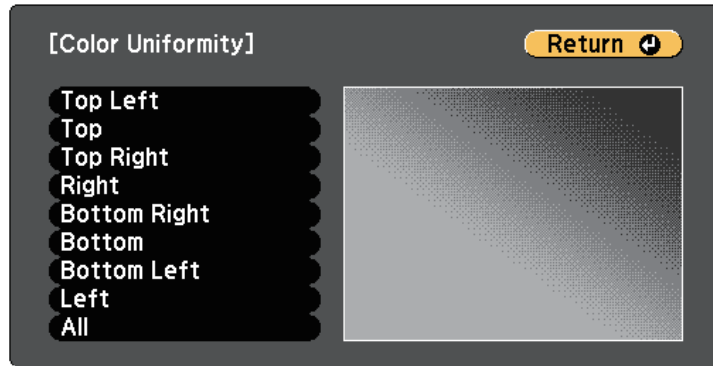 [Color Uniformity]
Return
Top Left
Top
Top Right
Right
Bottom Right
Bottom
Bottom Left
Left
All